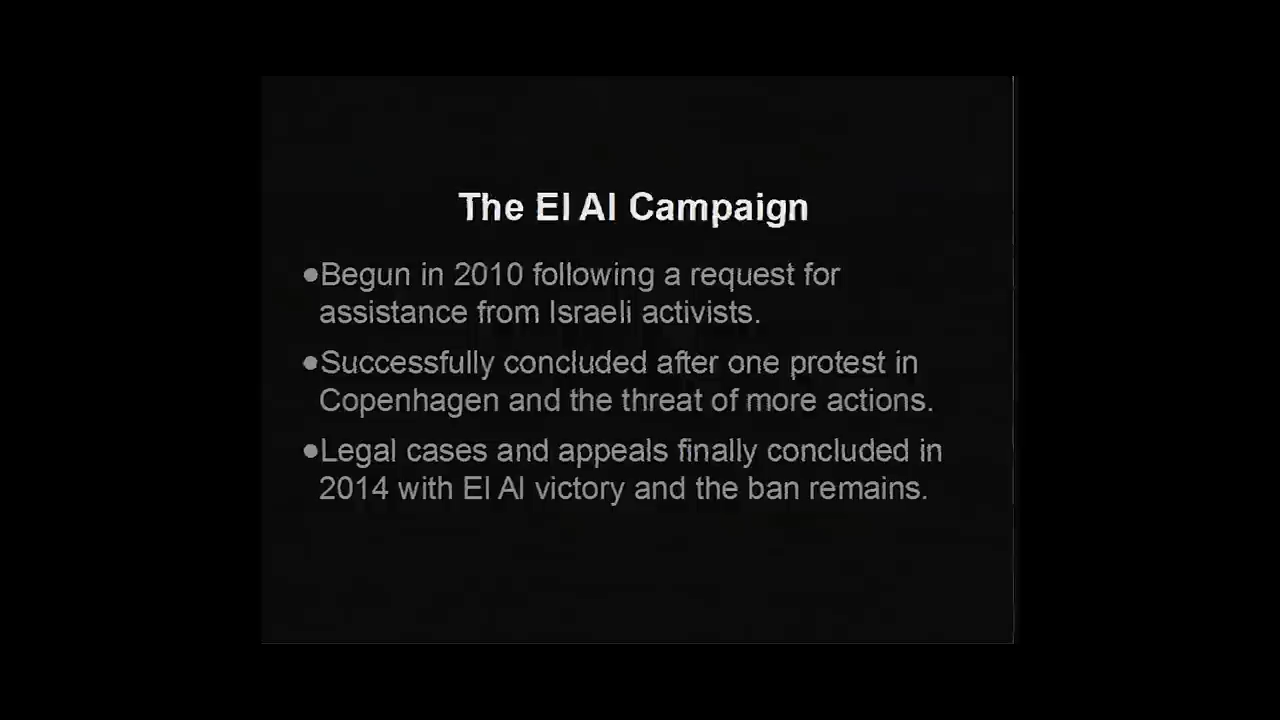 The El Al Campaign
●Begun in 2010 following a request for
assistance from Israeli activists.
●Successfully concluded after one protest in
Copenhagen and the threat of more actions.
●Legal cases and appeals finally concluded in
2014 with El Al victory and the ban remains.